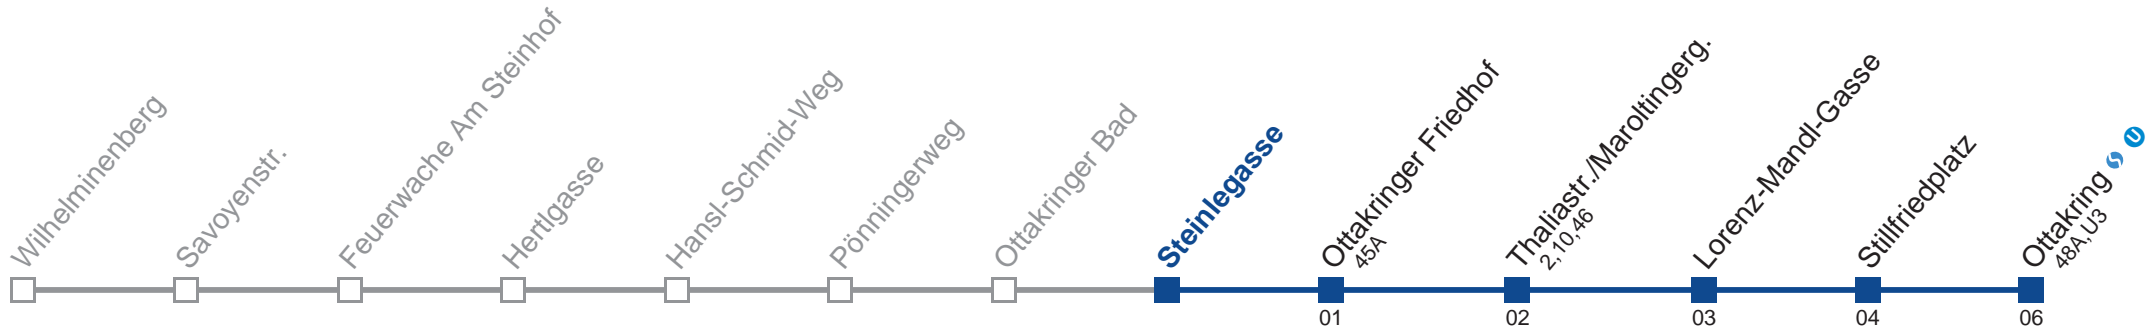 Wilhelminenberg
Savoyenstr.
Feuerwache Am Steinhof
Hertlgasse
Hansl-Schmid-Weg
Pönningerweg
Ottakringer Bad
Steinlegasse
Ottakringer Friedhof
45A
Thaliastr./Maroltingerg.
2,10,46
Lorenz-Mandl-Gasse
Stillfriedplatz
Ottakring S U
48A,U3
01
02
03
04
06